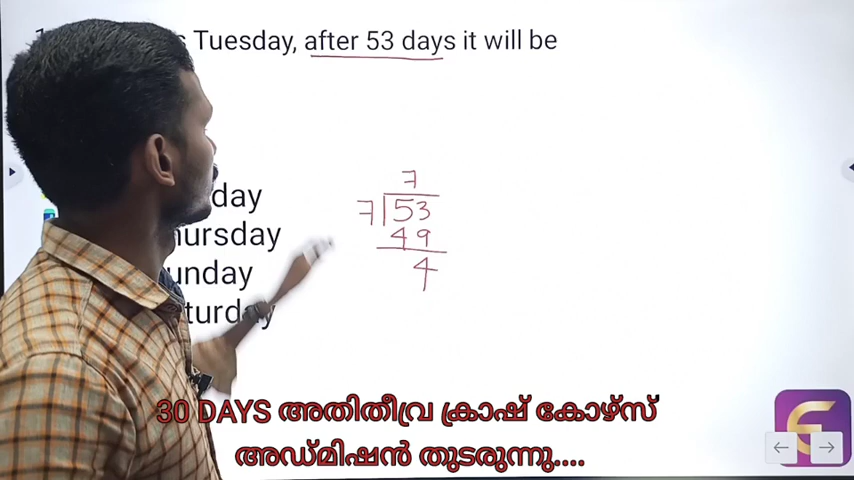 Tuesday, after 53 days it will be
7
7 53
49
4
day
hursday
unday
turday
30 DAYS അതിതീവ്ര ക്രാഷ് കോഴ്സ്
അഡ്മിഷൻ തുടരുന്നു....